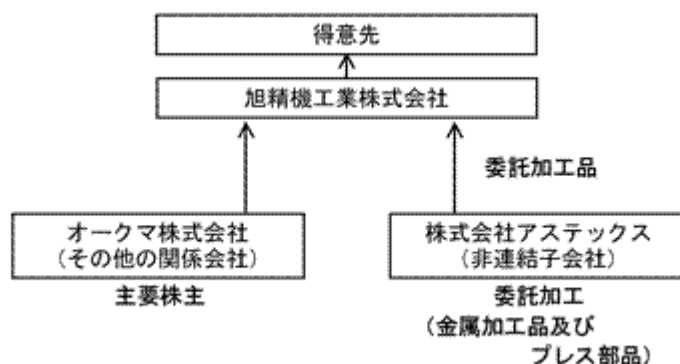 得意先
旭精機工業株式会社
委託加工品
オークマ株式会社
(その他の関係会社)
主要株主
株式会社アステックス
(非連結子会社)
委託加工
(金属加工品及び
プレス部品)